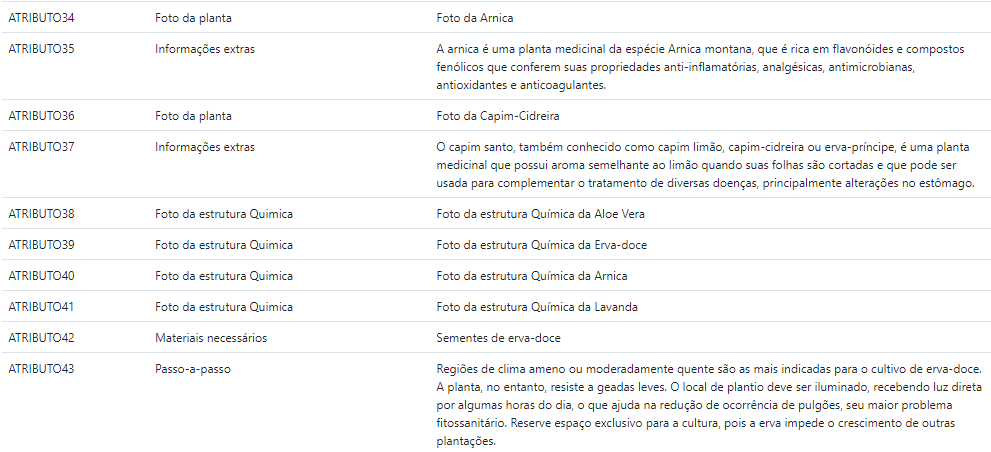 ATRIBUTO34 Foto da planta Foto da Arnica
ATRIBUTO35 Informações extras A arnica é uma planta medicinal da espécie Arnica montana, que é rica em flavonóides e compostos
fenólicos que conferem suas propriedades anti-inflamatórias, analgésicas, antimicrobianas,
antioxidantes e anticoagulantes.
ATRIBUTO36 Foto da planta Foto da Capim-Cidreira
ATRIBUTO37 Informações extras O capim santo, também conhecido como capim limão, capim-cidreira ou erva-príncipe, é uma planta
medicinal que possui aroma semelhante ao limão quando suas folhas são cortadas e que pode ser
usada para complementar o tratamento de diversas doenças, principalmente alterações no estômago.
ATRIBUTO38 Foto da estrutura Quimica Foto da estrutura Química da Aloe Vera
ATRIBUTO39 Foto da estrutura Quimica Foto da estrutura Química da Erva-doce
ATRIBUTO40 Foto da estrutura Quimica Foto da estrutura Química da Arnica
ATRIBUTO41 Foto da estrutura Quimica Foto da estrutura Química da Lavanda
ATRIBUTO42 Materiais necessários Sementes de erva-doce
ATRIBUTO43 Passo-a-passo Regiões de clima ameno ou moderadamente quente são as mais indicadas para o cultivo de erva-doce.
A planta, no entanto, resiste a geadas leves. O local de plantio deve ser iluminado, recebendo luz direta
por algumas horas do dia, o que ajuda na redução de ocorrência de pulgões, seu maior problema
fitossanitário. Reserve espaço exclusivo para a cultura, pois a erva impede o crescimento de outras
plantações.